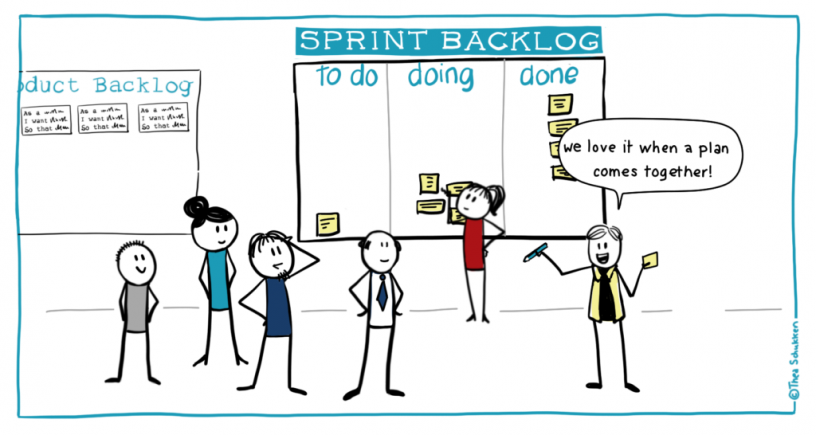 SPRINT BACKLOG
oduct Backlog
to do doing done
As a
I want
So that
As a
I want
So that
As a
I want
So that
we love it when a plan
comes together!
©Thea Schukken